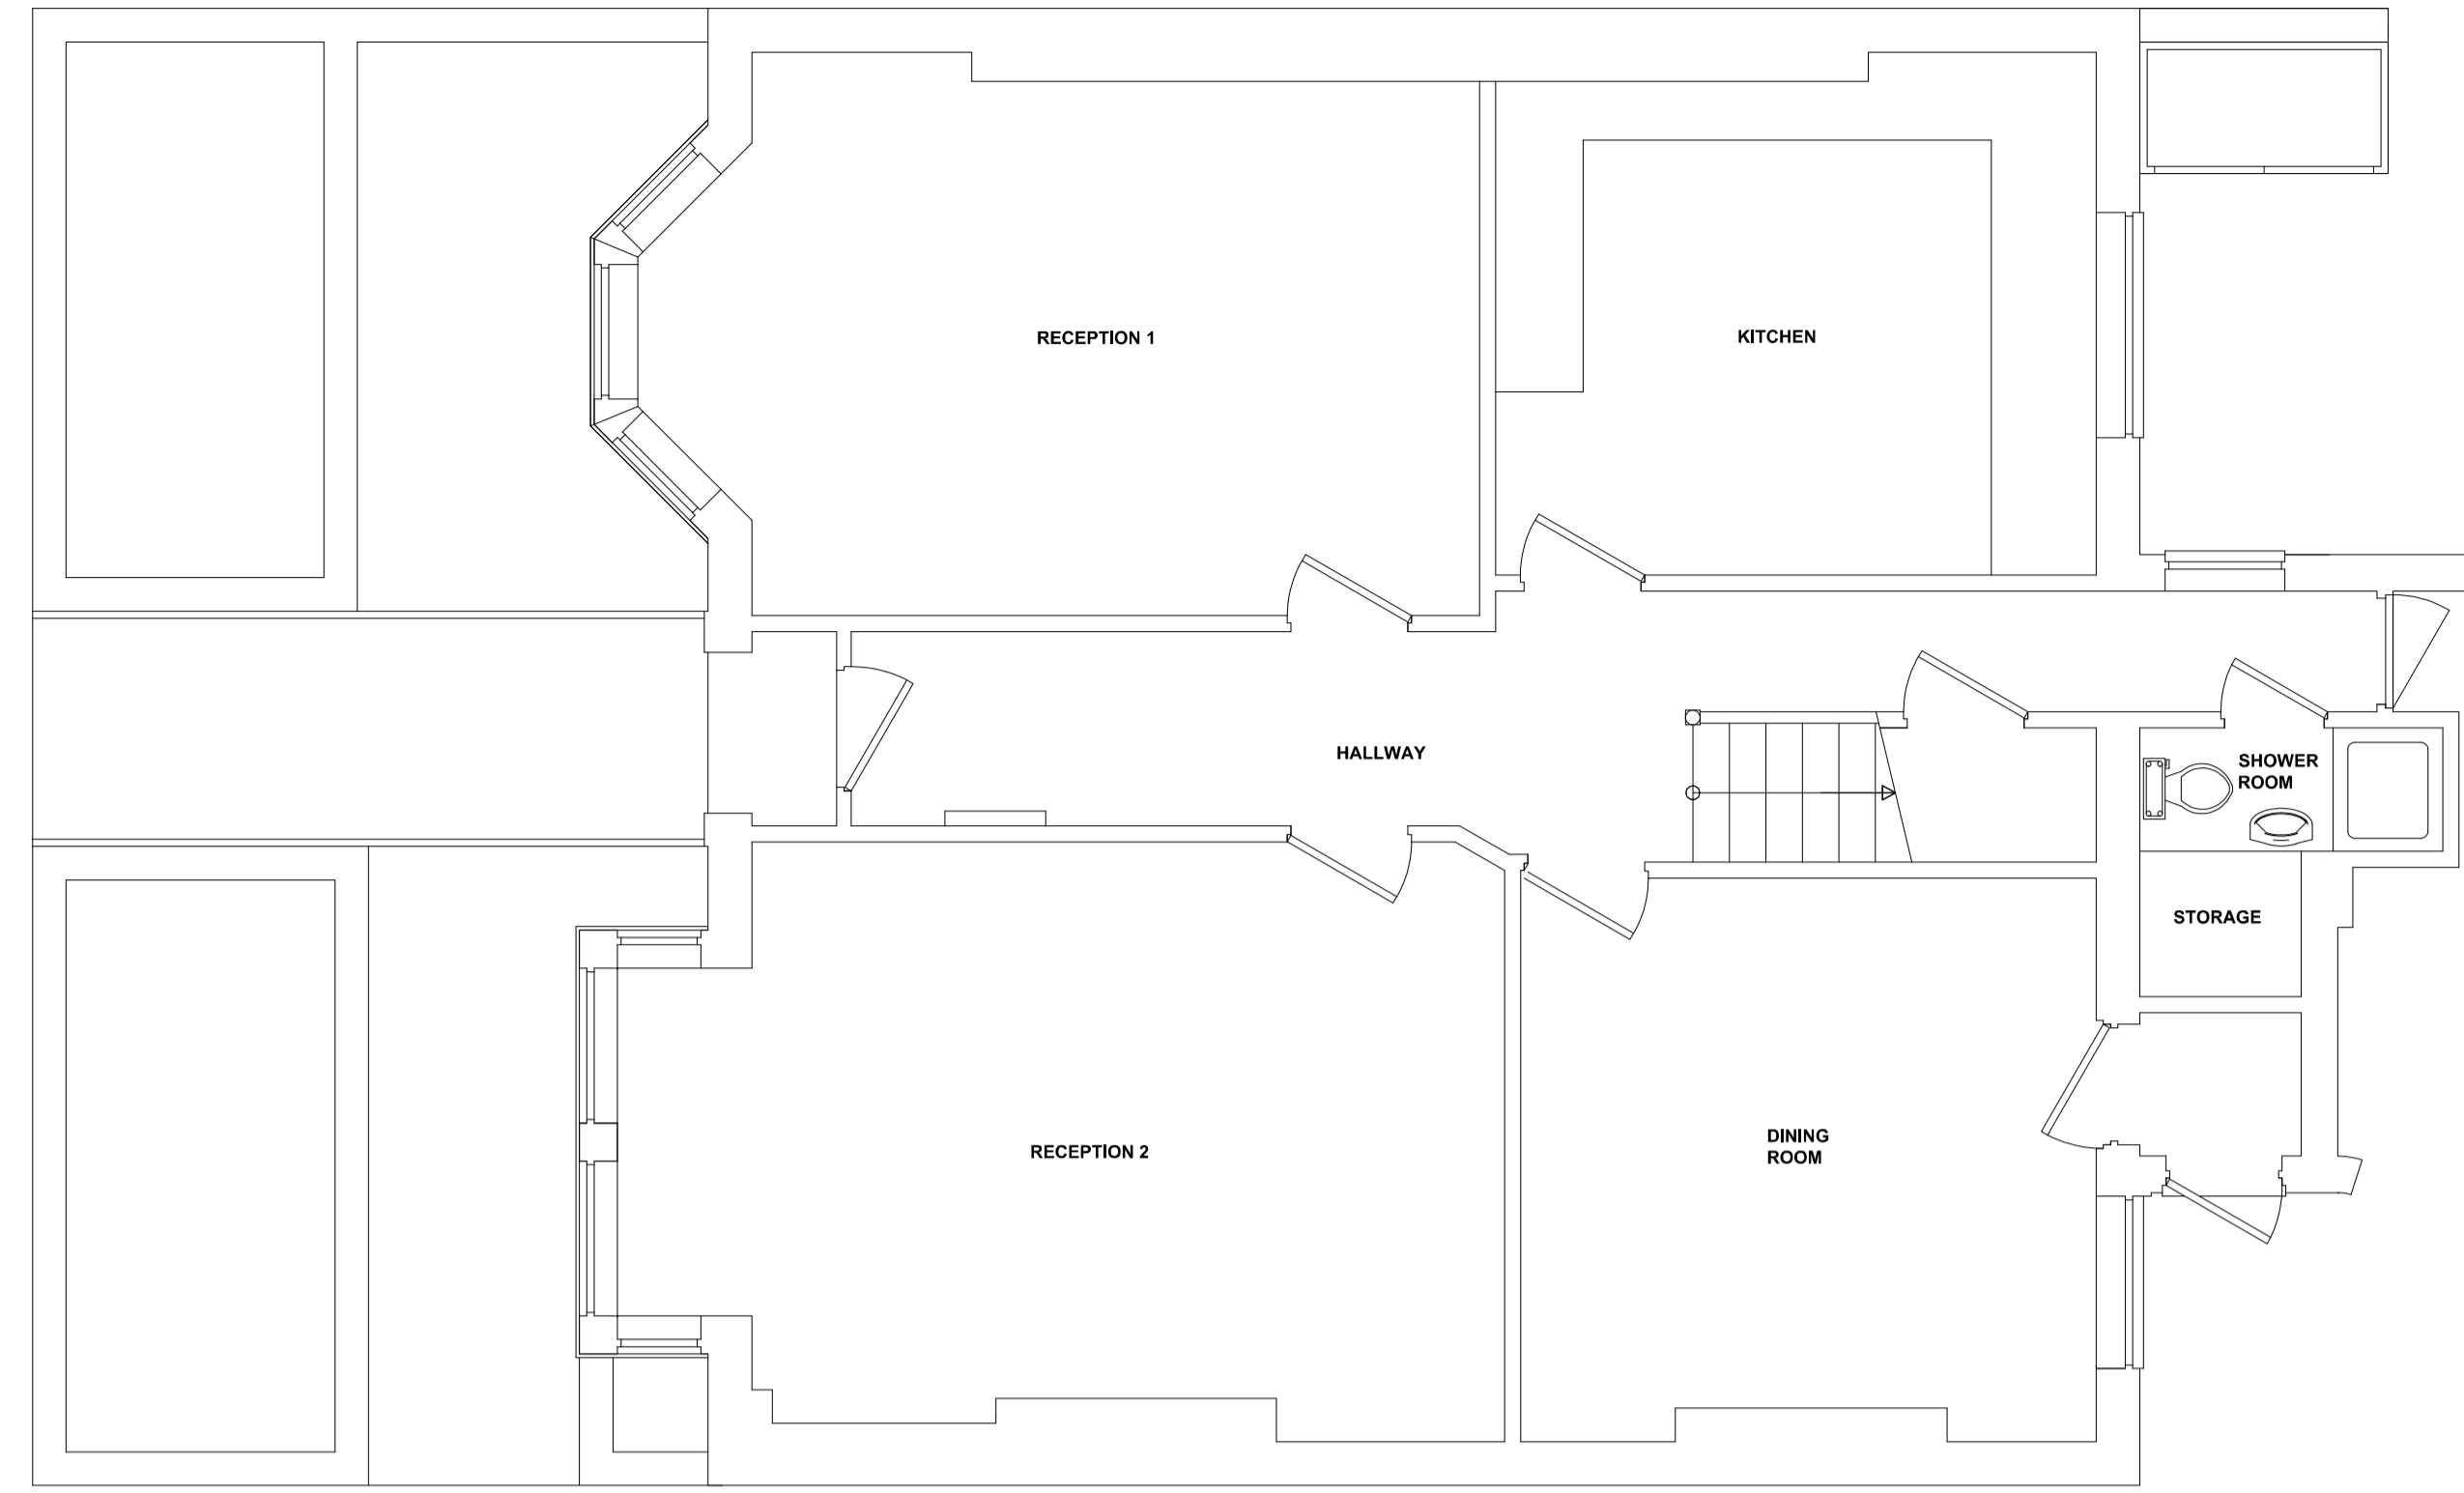 RECEPTION 1
KITCHEN
HALLWAY
SHOWER
ROOM
STORAGE
RECEPTION 2
DINING
ROOM